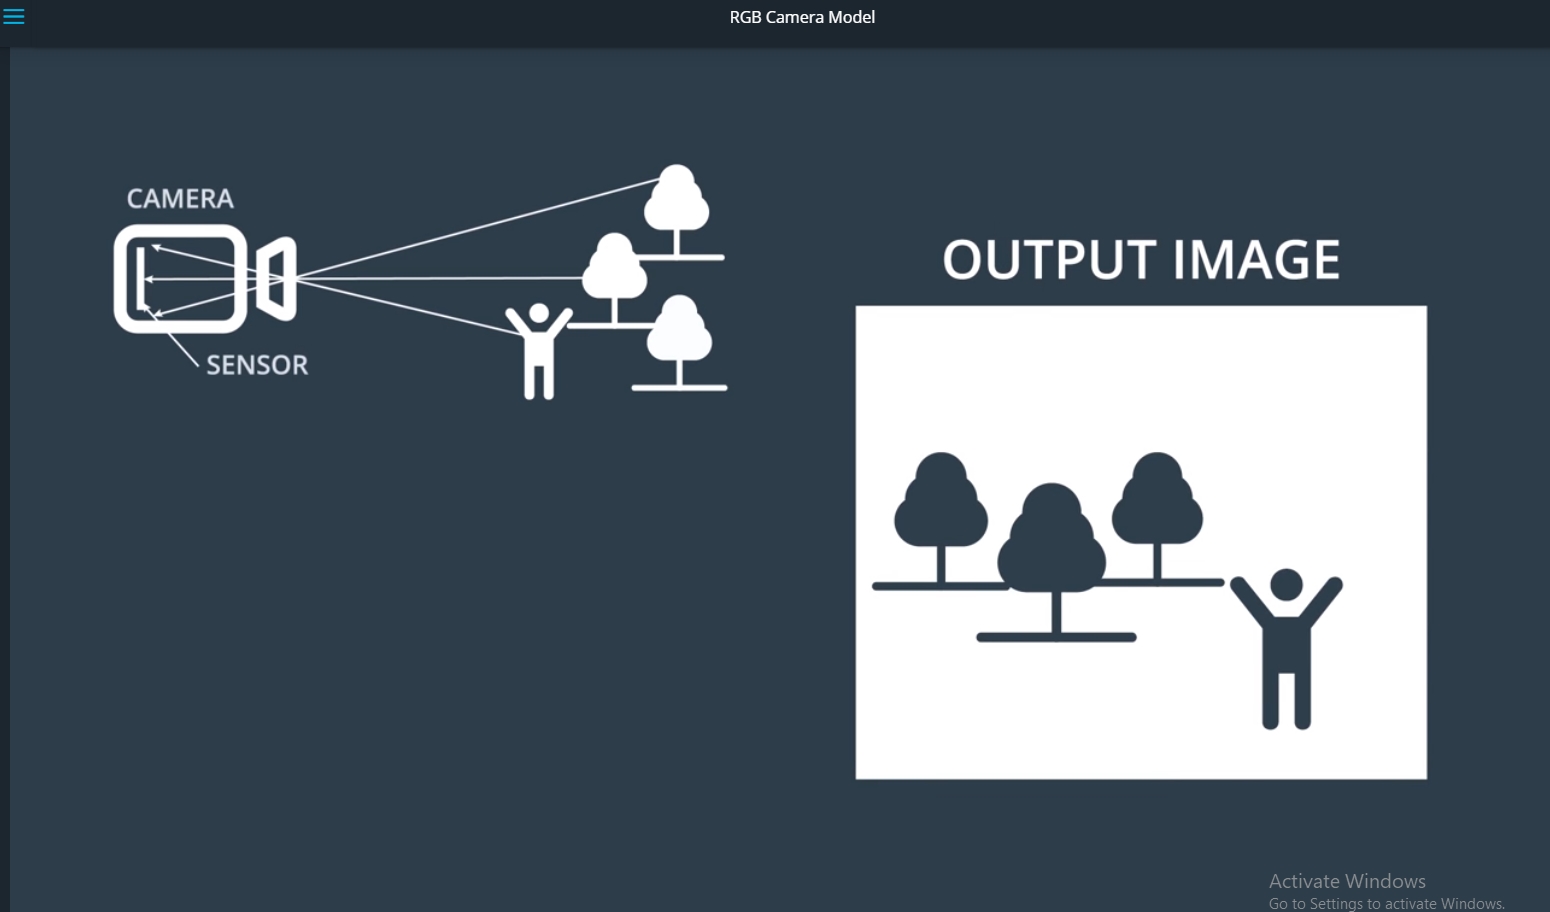 RGB Camera Model
CAMERA
SENSOR
OUTPUT IMAGE
Activate Windows
Go to Settings to activate Windows.